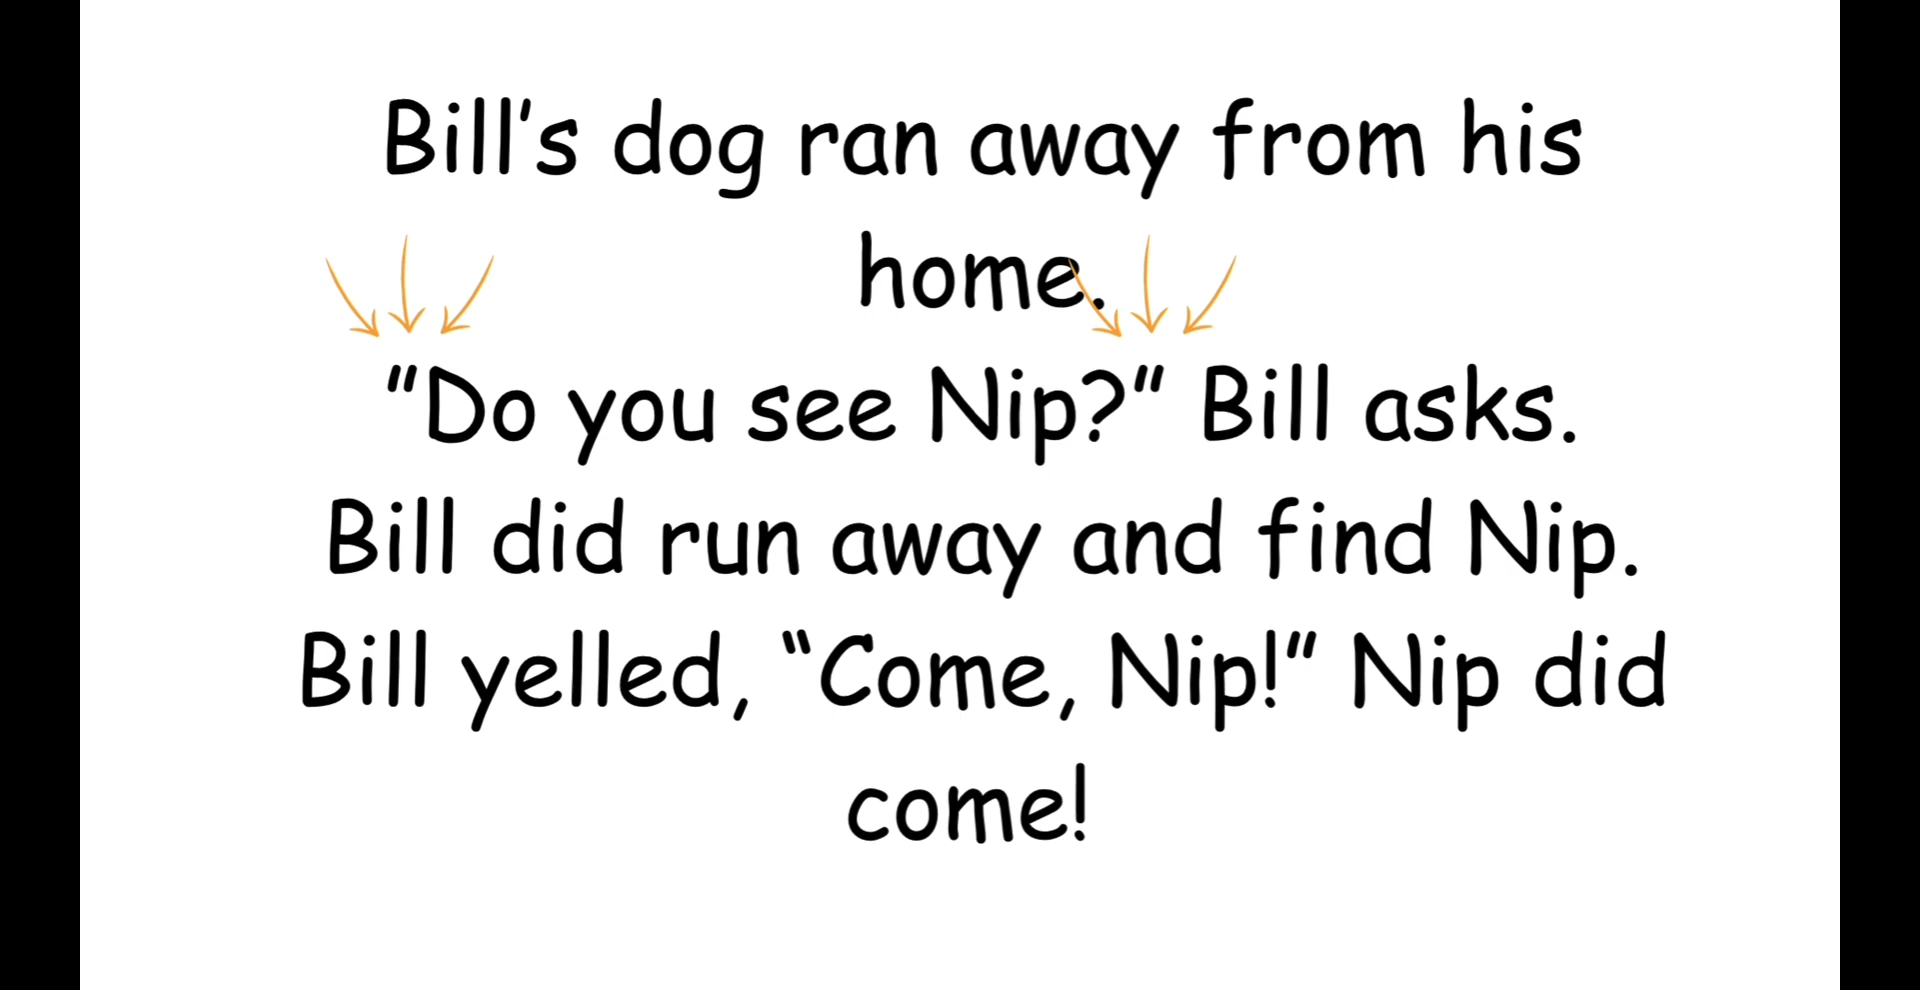 Bill’s dog ran away from his
home.
”Do you see Nip?” Bill asks.
Bill did run away and find Nip.
Bill yelled, “Come, Nip!” Nip did
come!